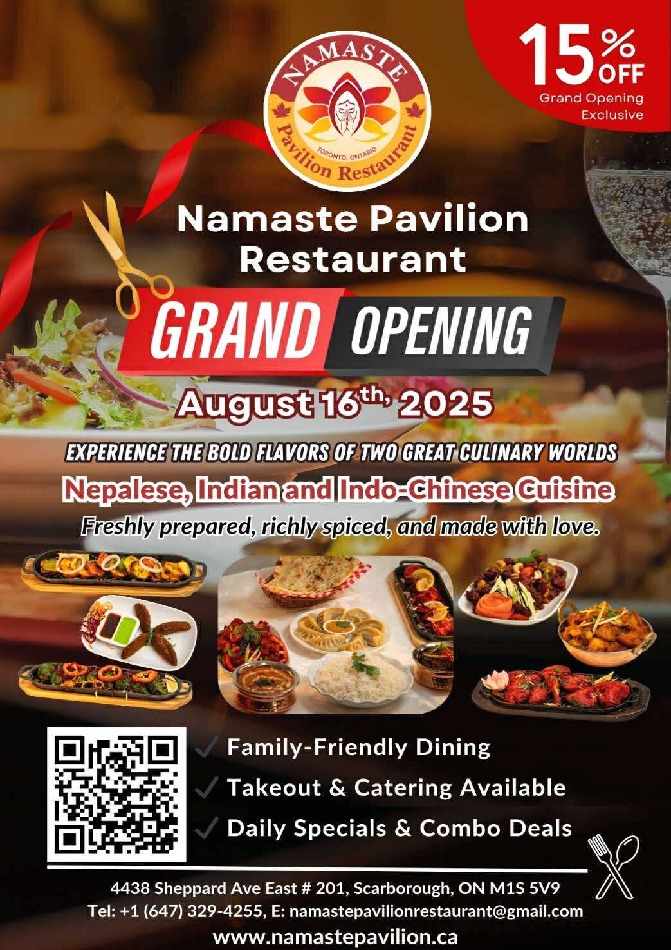 NAMASTE
TORONTO, ONTARIO
Pavilion Restaurant
15% OFF
Grand Opening
Exclusive
Namaste Pavilion
Restaurant
GRAND OPENING
August 16th, 2025
EXPERIENCE THE BOLD FLAVORS OF TWO GREAT CULINARY WORLDS
Nepalese, Indian and Indo-Chinese Cuisine
Freshly prepared, richly spiced, and made with love.
Family-Friendly Dining
Takeout & Catering Available
Daily Specials & Combo Deals
4438 Sheppard Ave East # 201, Scarborough, ON M1S 5V9
Tel: +1 (647) 329-4255, E: namastepavilionrestaurant@gmail.com
www.namastepavilion.ca